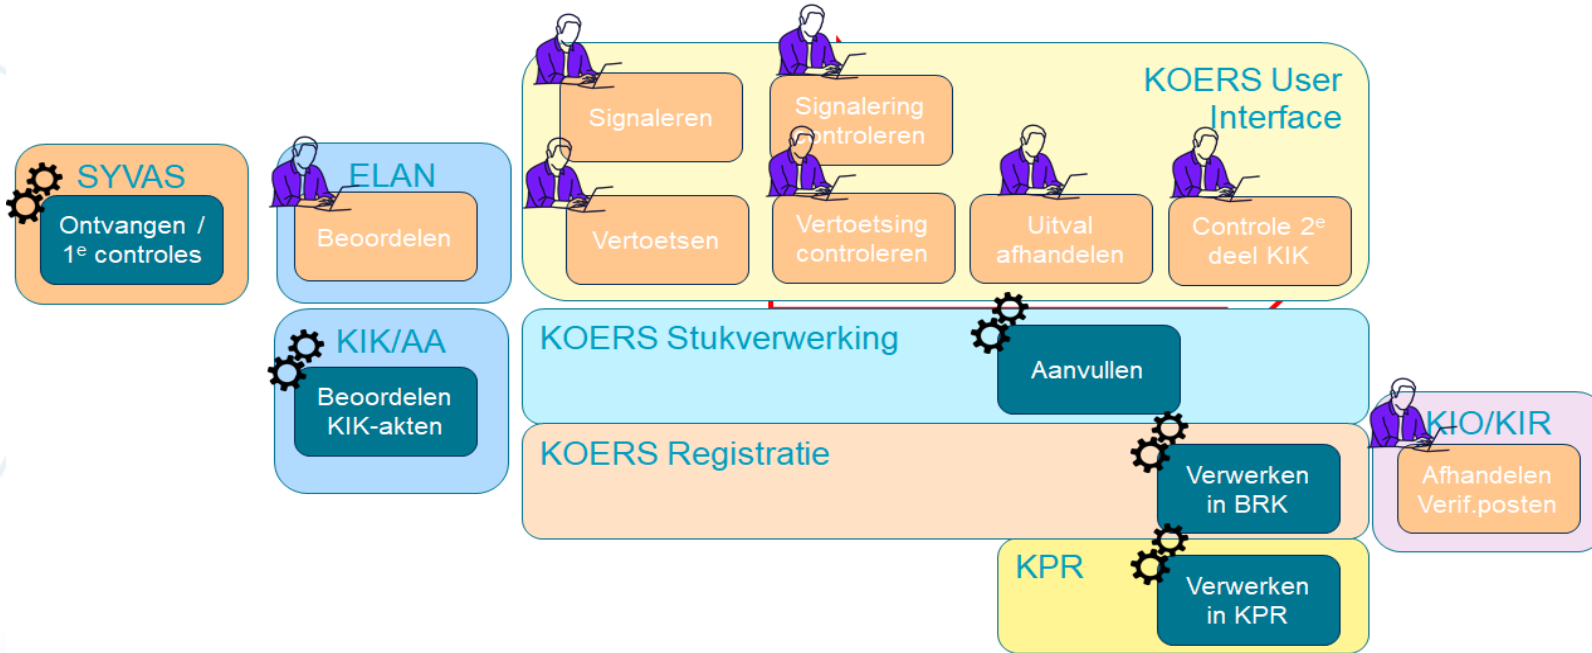 SYVAS
Ontvangen /
1e controles
ELAN
Beoordelen
KIK/AA
Beoordelen
KIK-akten
KOERS User
Interface
Signaleren
Signalering
controleren
Vertoetsen
Vertoetsing
controleren
Uitval
afhandelen
Controle 2e
deel KIK
KOERS Stukverwerking
Aanvullen
KOERS Registratie
Verwerken
in BRK
KPR
Verwerken
in KPR
KIO/KIR
Afhandelen
Verif.posten